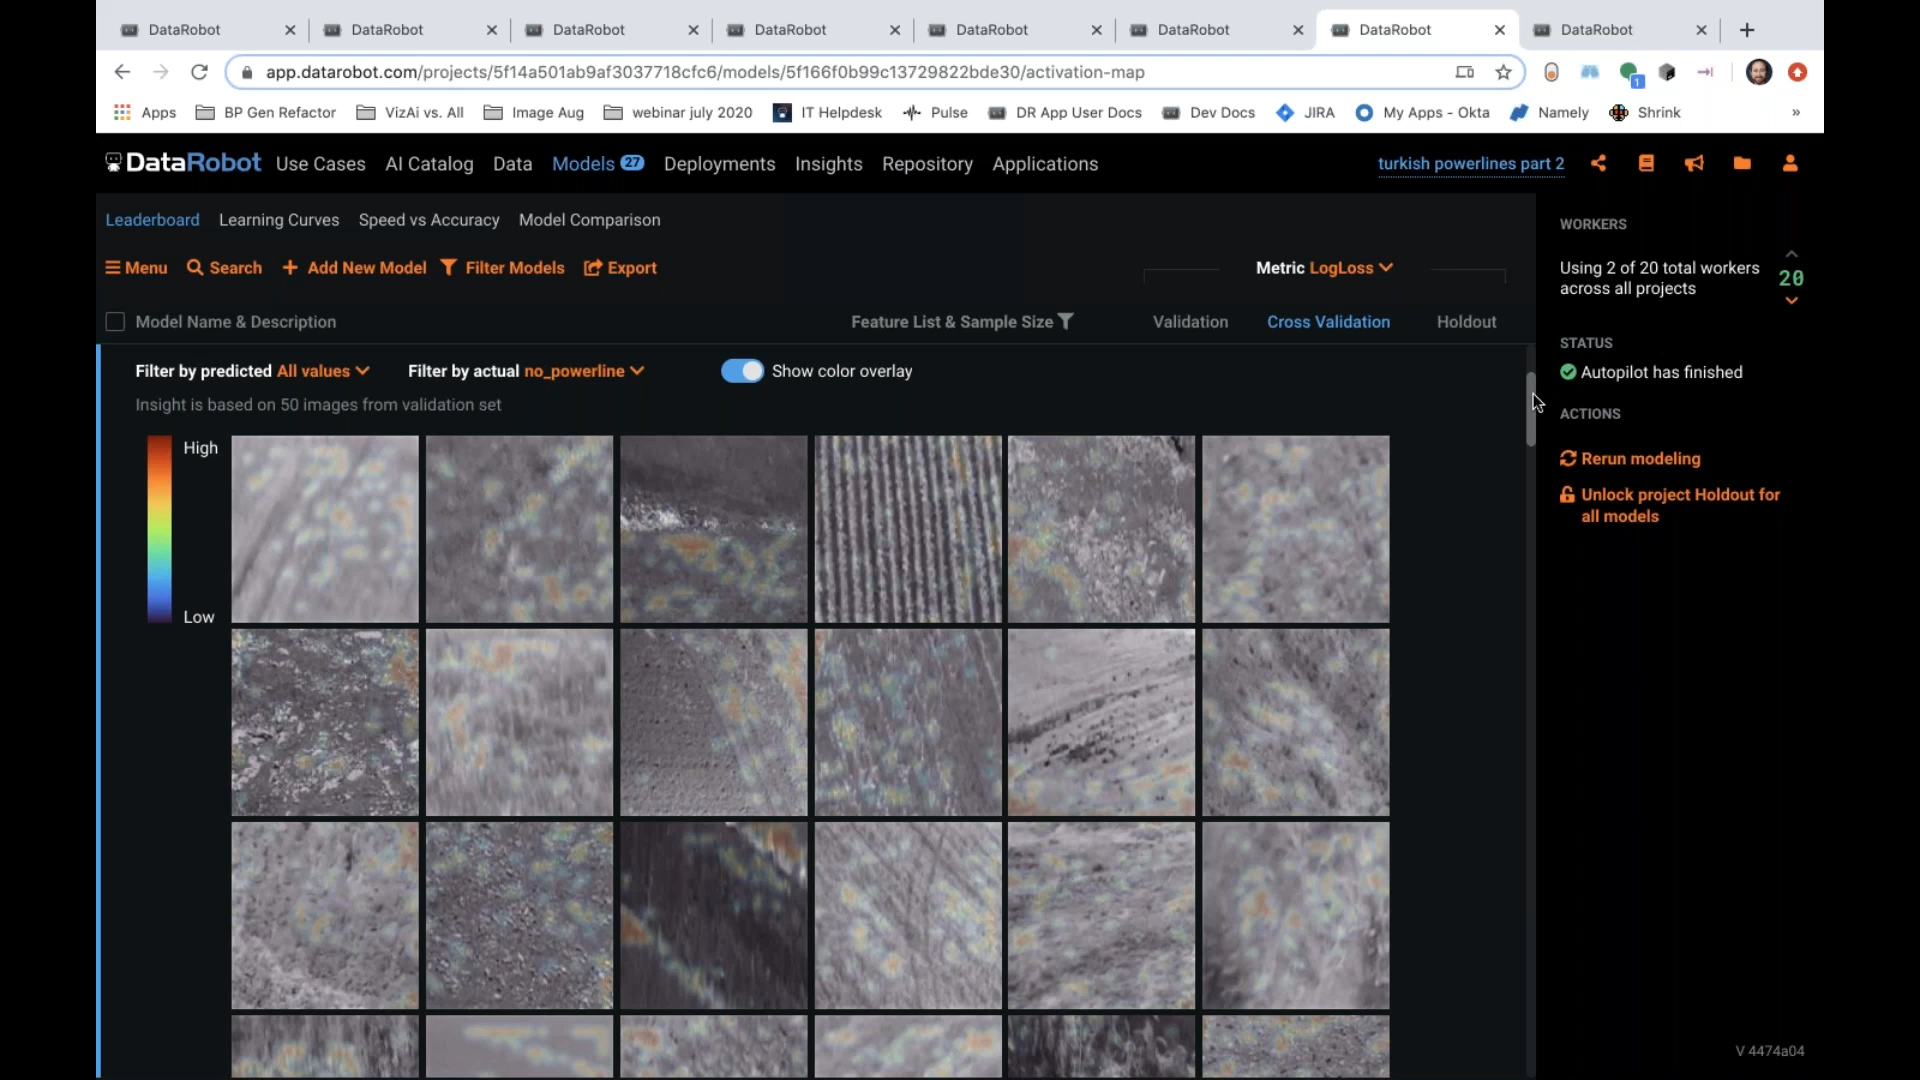 DataRobot
DataRobot
DataRobot
DataRobot
DataRobot
DataRobot
DataRobot
DataRobot
app.datarobot.com/projects/5f14a501ab9af3037718cfc6/models/5f166f0b99c13729822bde30/activation-map
1
Apps BP Gen Refactor VizAi vs. All Image Aug webinar july 2020 IT Helpdesk Pulse DR App User Docs Dev Docs JIRA My Apps - Okta Namely Shrink »
DataRobot Use Cases AI Catalog Data Models 27 Deployments Insights Repository Applications turkish powerlines part 2
Leaderboard Learning Curves Speed vs Accuracy Model Comparison
Menu Search + Add New Model Filter Models Export Metric LogLoss
Model Name & Description Feature List & Sample Size Validation Cross Validation Holdout
Filter by predicted All values Filter by actual no_powerline Show color overlay
Insight is based on 50 images from validation set
High
Low
WORKERS
Using 2 of 20 total workers
across all projects
20
STATUS
Autopilot has finished
ACTIONS
Rerun modeling
Unlock project Holdout for
all models
V 4474a04